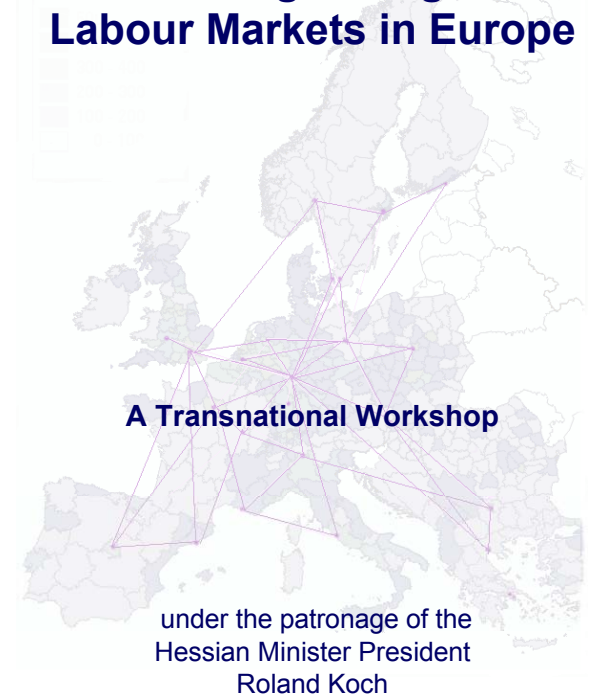 Labour Markets in Europe
A Transnational Workshop
under the patronage of the
Hessian Minister President
Roland Koch